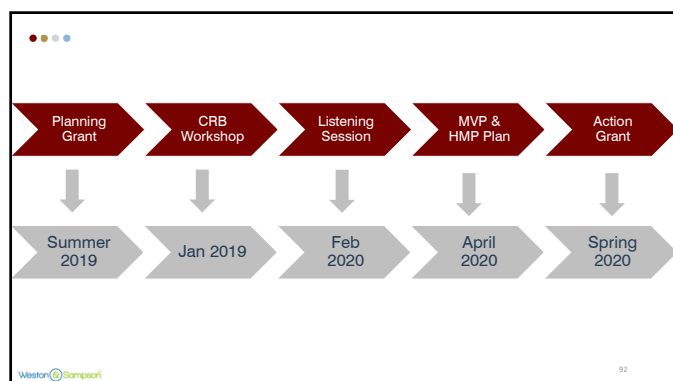 Planning
Grant
CRB
Workshop
Listening
Session
MVP &
HMP Plan
Action
Grant
Summer
2019
Jan 2019
Feb
2020
April
2020
Spring
2020
Weston & Sampson
92